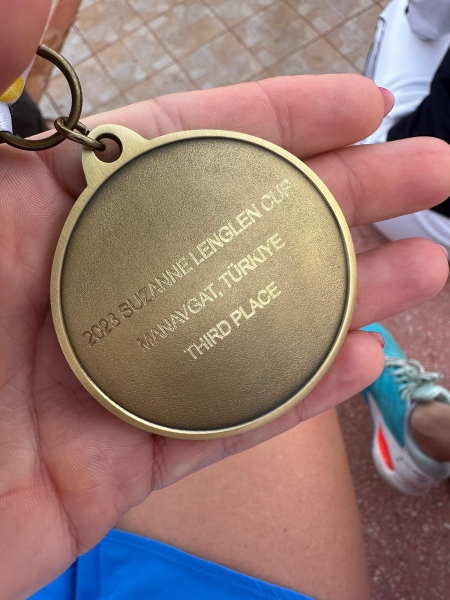 2023 SUZANNE LENGLEN CUP
MANAVGAT, TÜRKIYE
THIRD PLACE